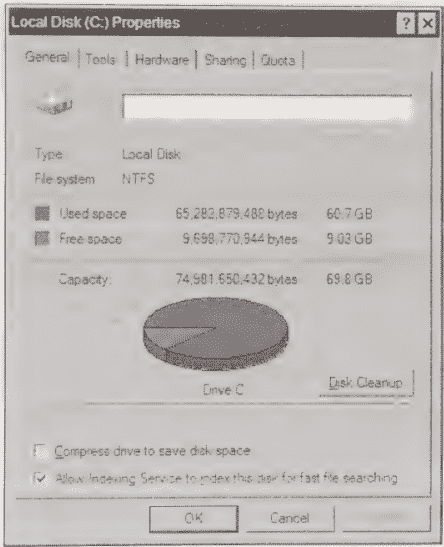 Local Disk (C:) Properties
General Tools Hardware Sharing Quota
Type Local Disk
File system NTFS
Used space 65,282,879,488 bytes 60.7 GB
Free space 9,698,770,944 bytes 9.03 GB
Capacity: 74,981,650,432 bytes 69.8 GB
Drive C
Disk Cleanup
Compress drive to save disk space
Allow Indexing Service to index this disk for fast file searching
OK Cancel